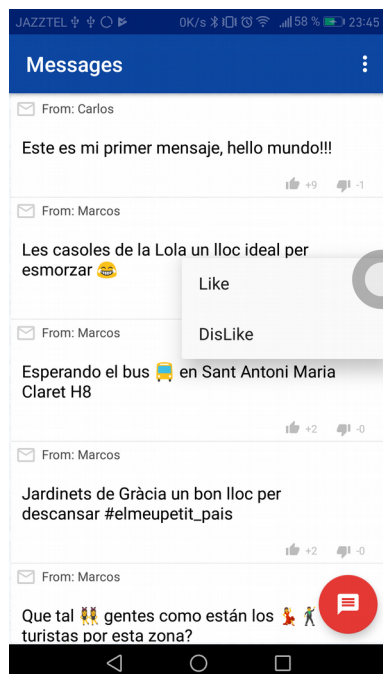 JAZZTEL 0K/s 58 % 23:45
Messages
From: Carlos
Este es mi primer mensaje, hello mundo!!!
+9 -1
From: Marcos
Les casoles de la Lola un lloc ideal per
esmorzar 😂
Like
DisLike
From: Marcos
Esperando el bus 🚍 en Sant Antoni Maria
Claret H8
+2 -0
From: Marcos
Jardinets de Gràcia un bon lloc per
descansar #elmeupetit_pais
+2 -0
From: Marcos
Que tal 👯 gentes como están los 💃 🕺
turistas por esta zona?